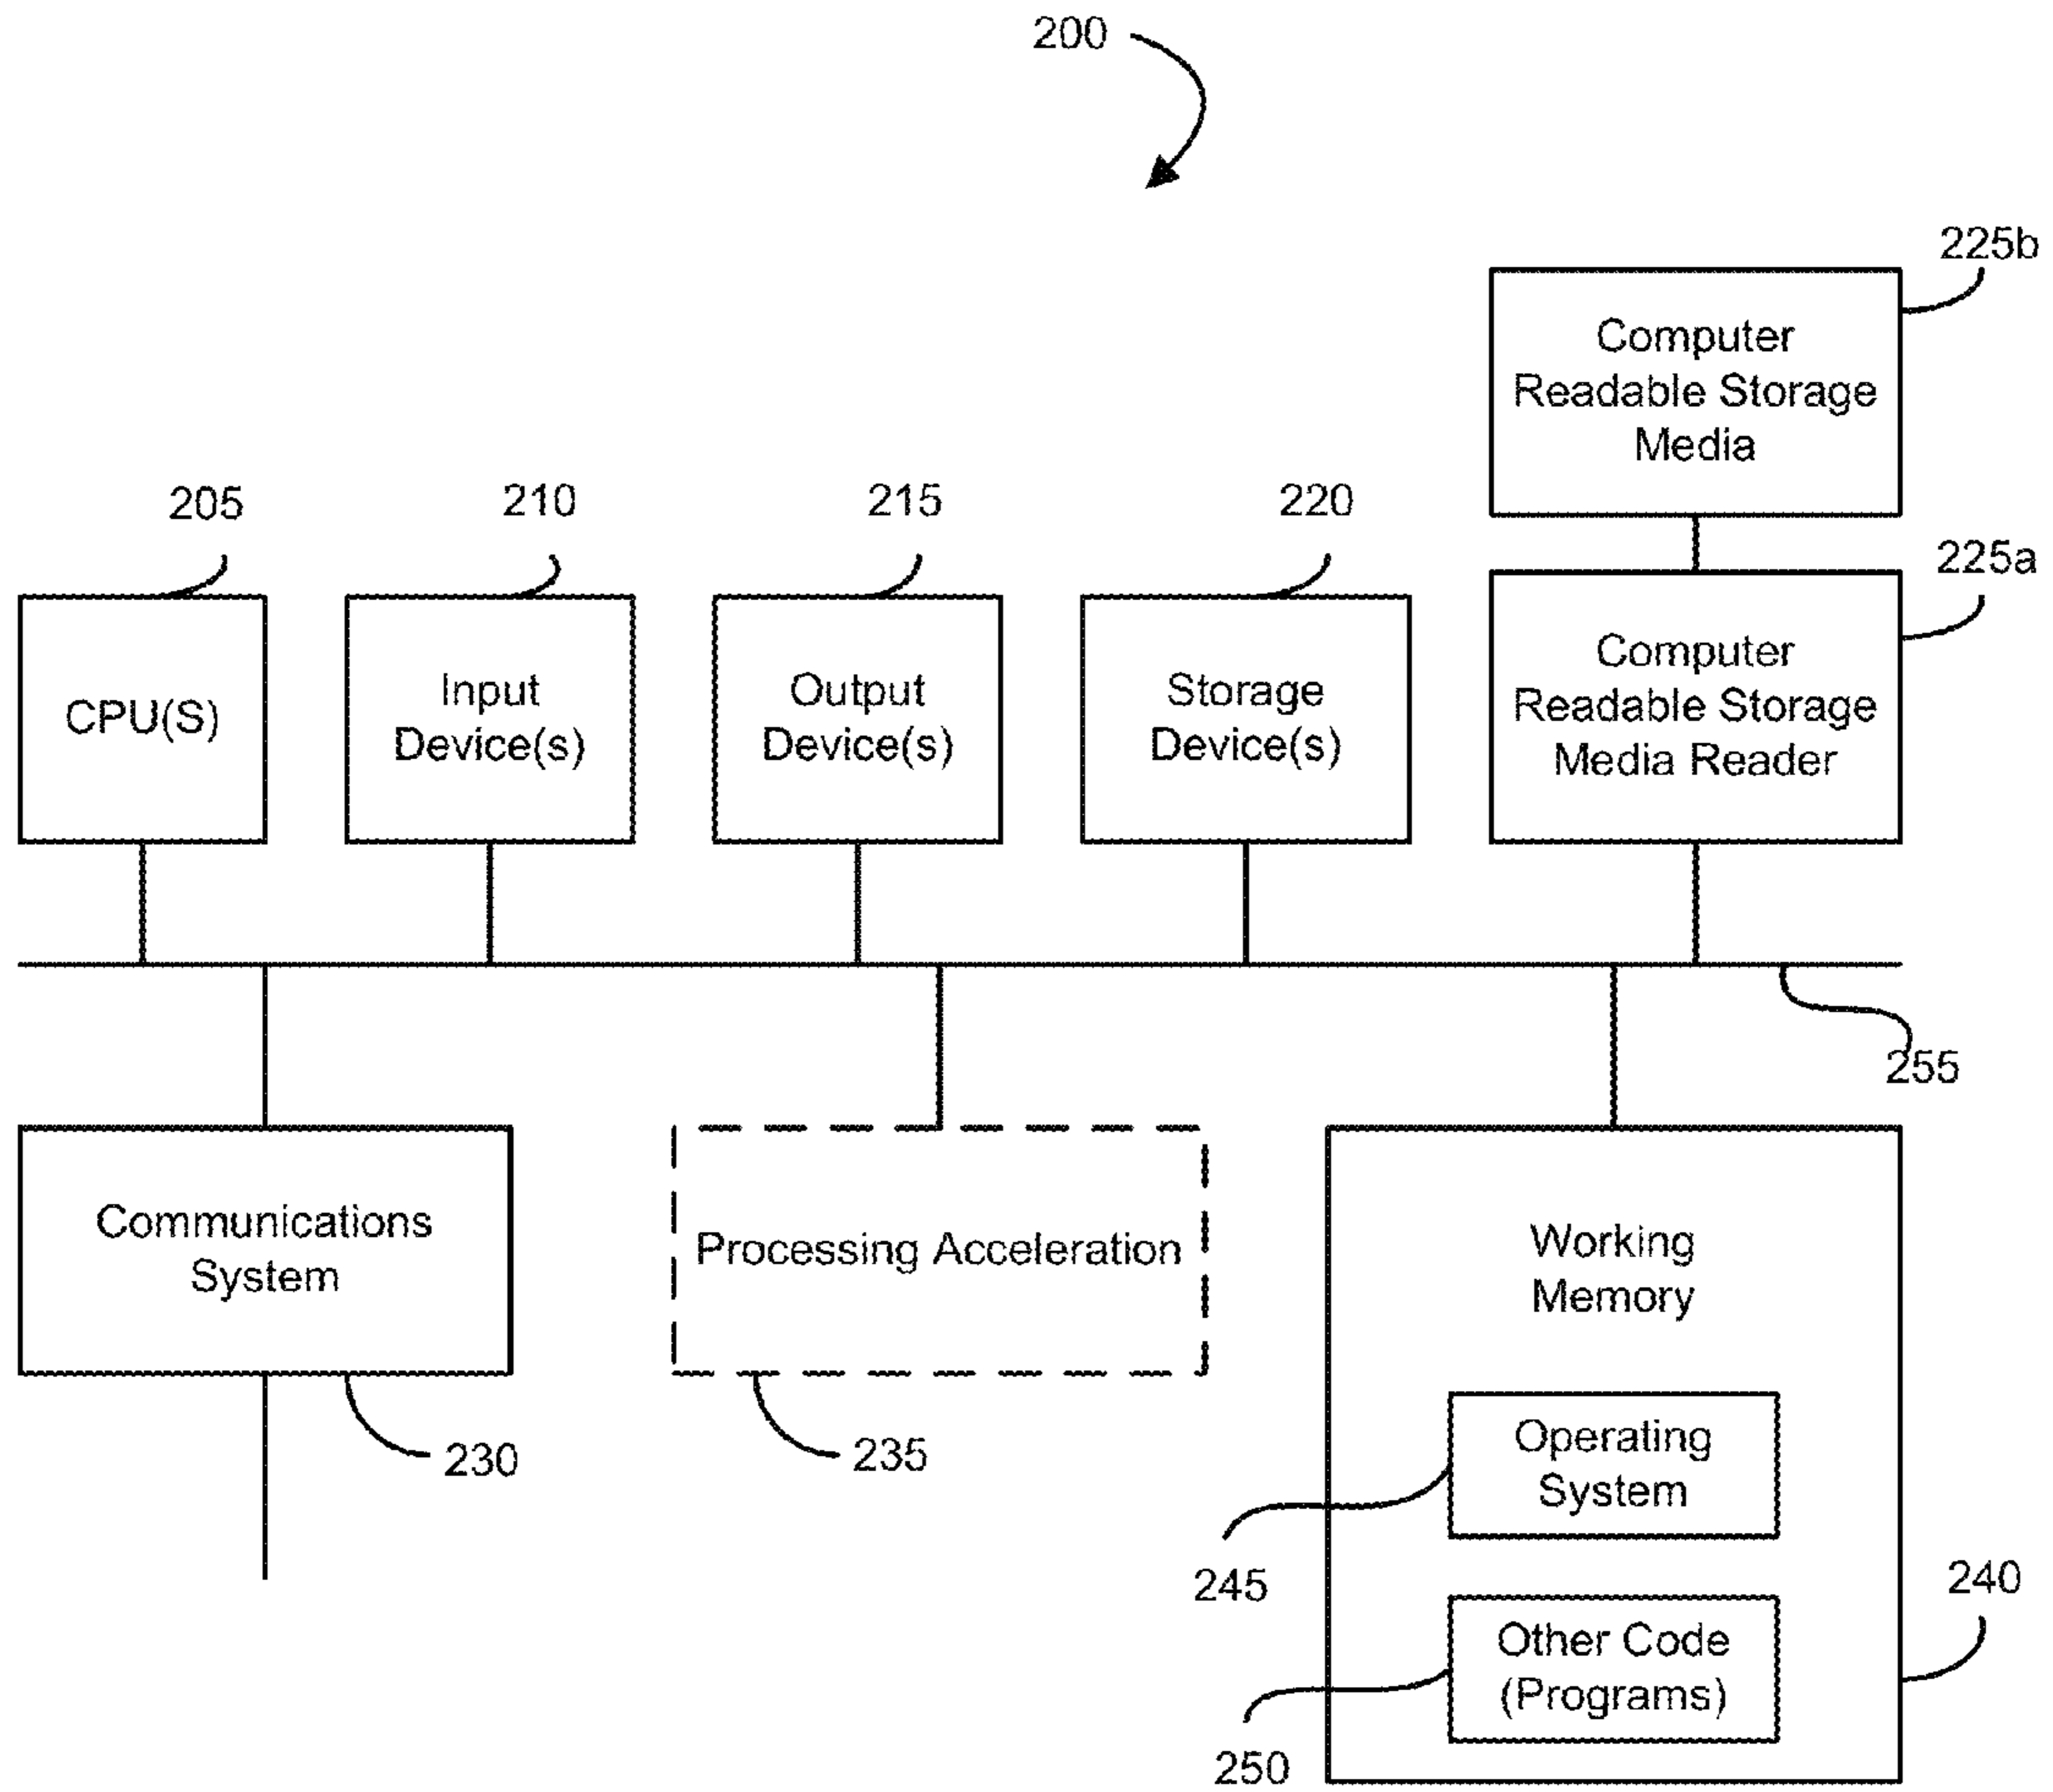 200
225b
Computer
Readable Storage
Media
205
210
215
220
225a
CPU(S)
Input
Device(s)
Output
Device(s)
Storage
Device(s)
Computer
Readable Storage
Media Reader
255
Communications
System
Processing Acceleration
Working
Memory
230
235
Operating
System
245
240
Other Code
(Programs)
250